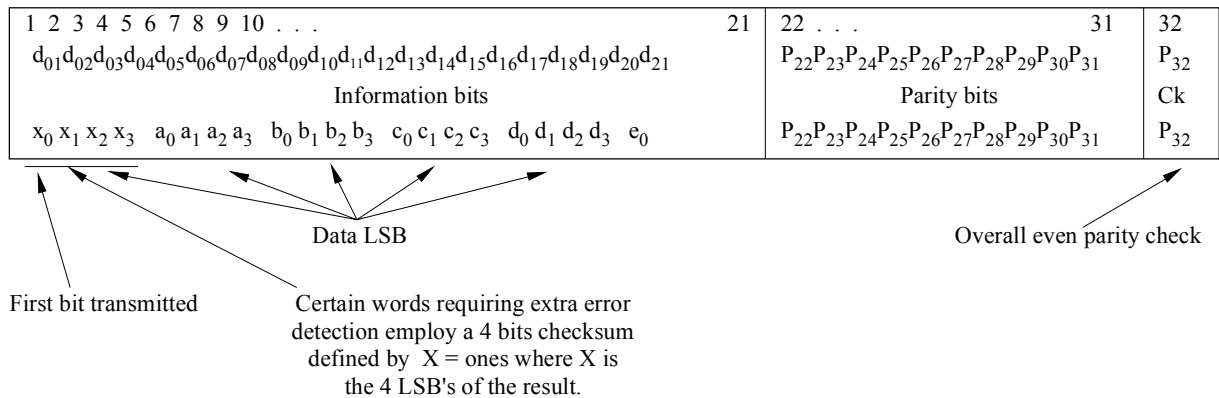 1 2 3 4 5 6 7 8 9 10 . . . 21 22 . . . 31 32
d01d02d03d04d05d06d07d08d09d10d11d12d13d14d15d16d17d18d19d20d21 P22P23P24P25P26P27P28P29P30P31 P32
Information bits Parity bits Ck
x0 x1 x2 x3 a0 a1 a2 a3 b0 b1 b2 b3 c0 c1 c2 c3 d0 d1 d2 d3 e0 P22P23P24P25P26P27P28P29P30P31 P32
Data LSB Overall even parity check
First bit transmitted Certain words requiring extra error
detection employ a 4 bits checksum
defined by X = ones where X is
the 4 LSB's of the result.